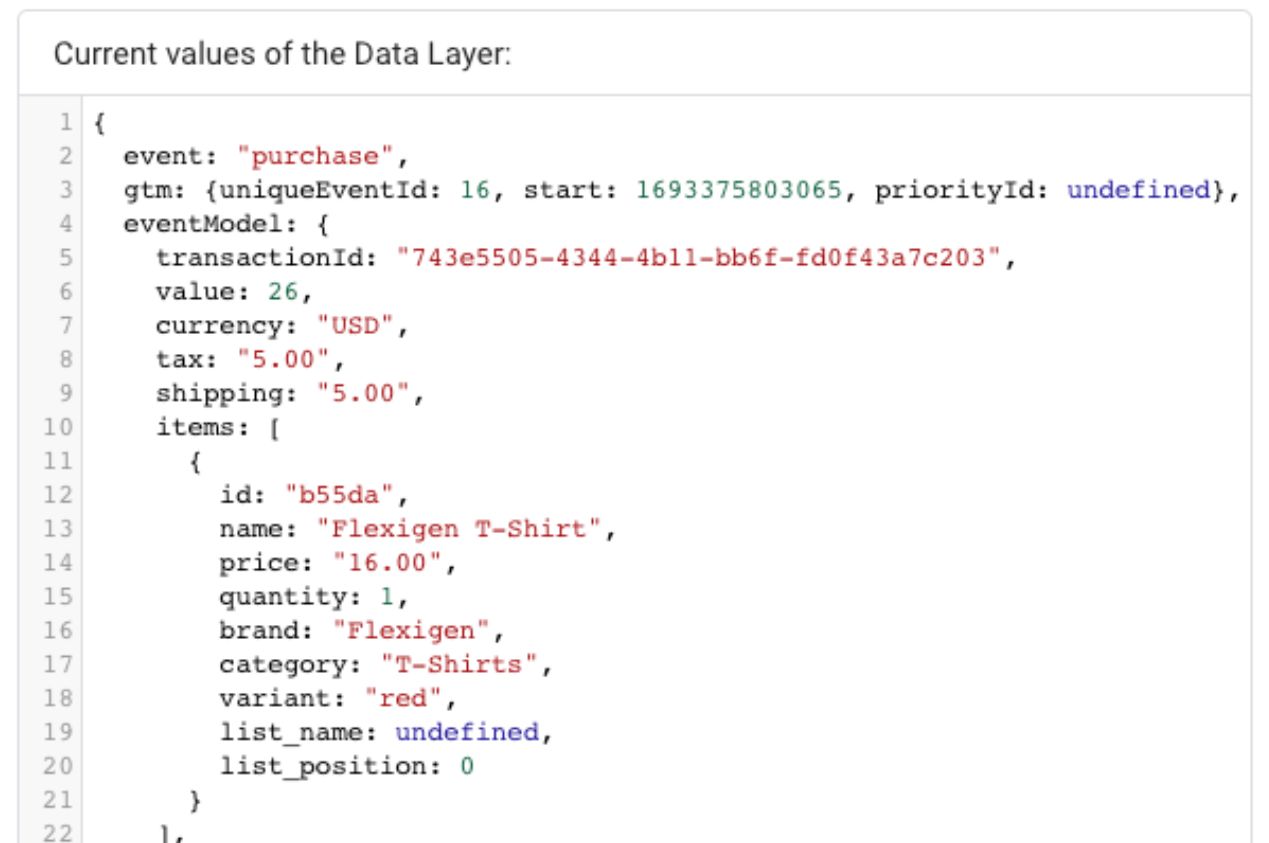 Current values of the Data Layer:
1 {
2 event: "purchase",
3 gtm: {uniqueEventId: 16, start: 1693375803065, priorityId: undefined},
4 eventModel: {
5 transactionId: "743e5505-4344-4b11-bb6f-fd0f43a7c203",
6 value: 26,
7 currency: "USD",
8 tax: "5.00",
9 shipping: "5.00",
10 items: [
11 {
12 id: "b55da",
13 name: "Flexigen T-Shirt",
14 price: "16.00",
15 quantity: 1,
16 brand: "Flexigen",
17 category: "T-Shirts",
18 variant: "red",
19 list_name: undefined,
20 list_position: 0
21 }
22 ],